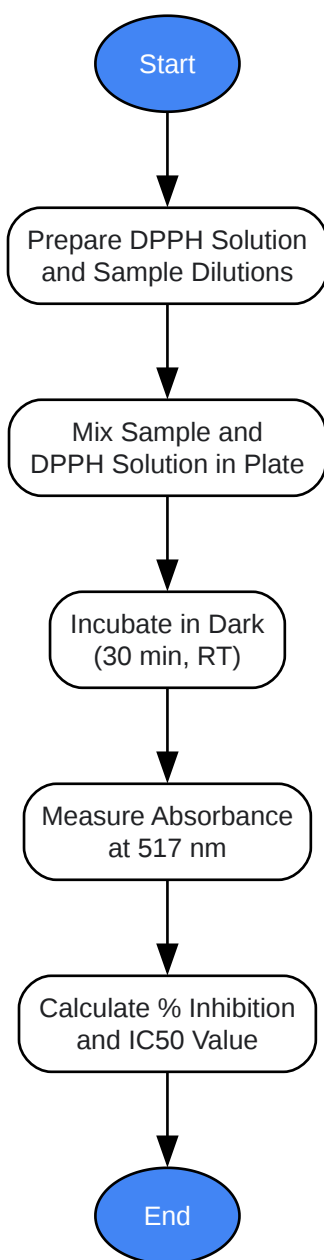 Start
Prepare DPPH Solution
and Sample Dilutions
Mix Sample and
DPPH Solution in Plate
Incubate in Dark
(30 min, RT)
Measure Absorbance
at 517 nm
Calculate % Inhibition
and IC50 Value
End